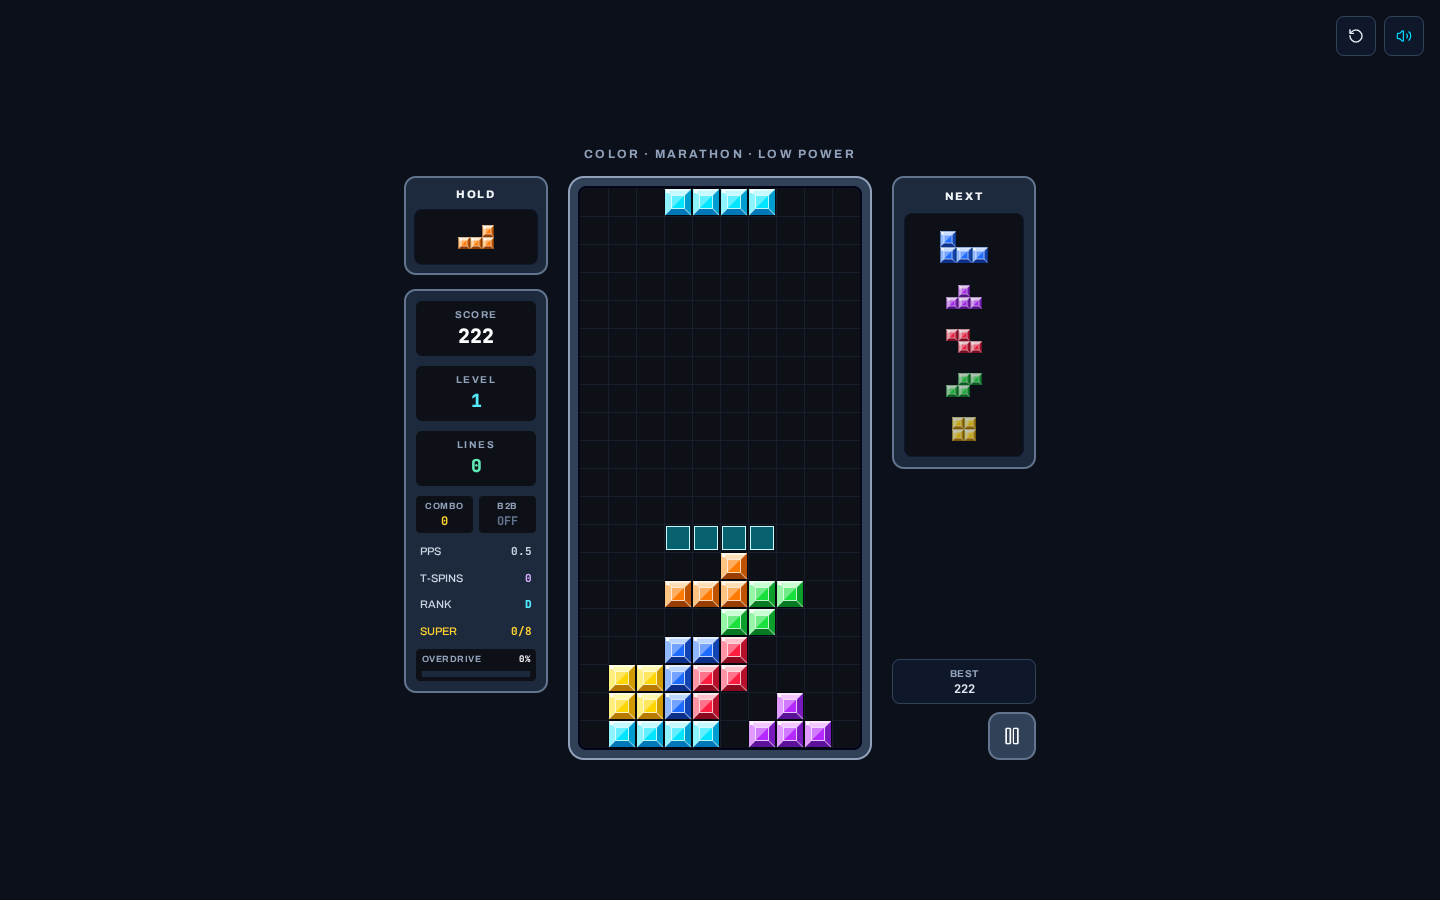 COLOR · MARATHON · LOW POWER
HOLD
SCORE
222
LEVEL
1
LINES
0
COMBO
0
B2B
OFF
PPS 0.5
T-SPINS 0
RANK D
SUPER 0/8
OVERDRIVE 0%
NEXT
BEST
222